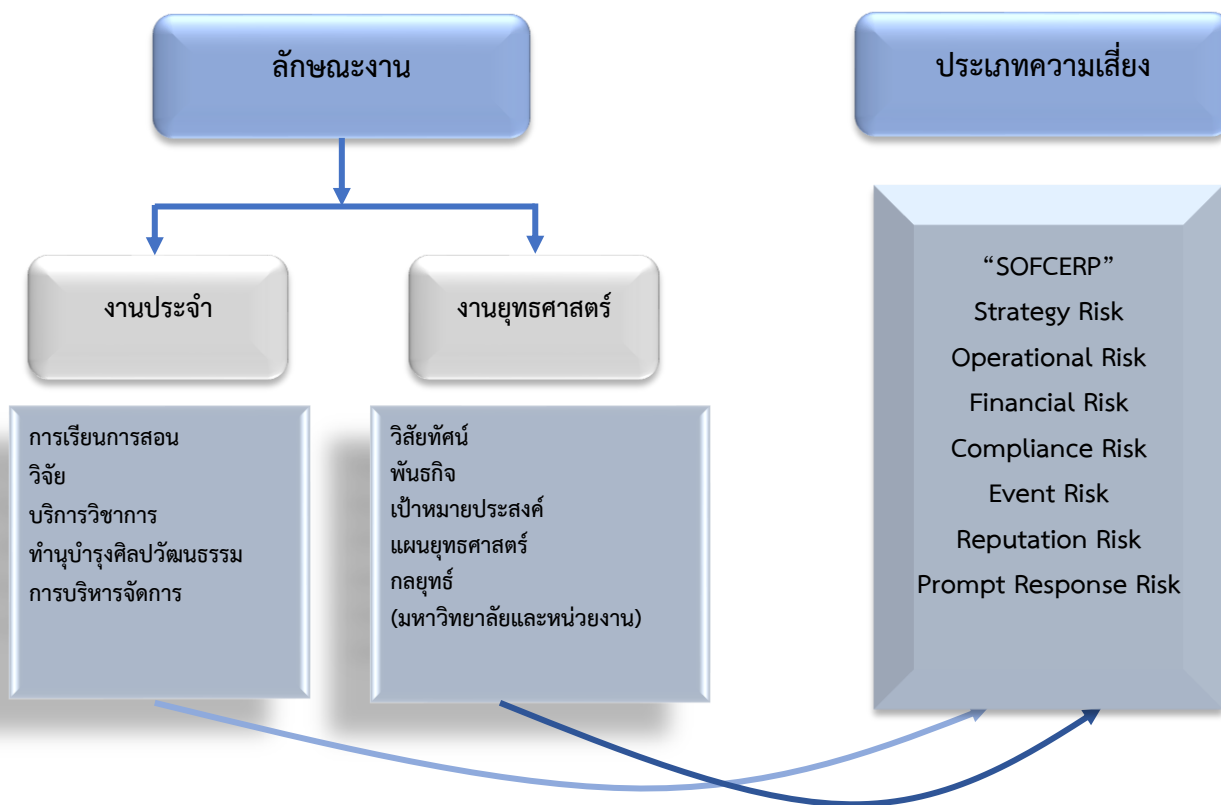 ลักษณะงาน
ประเภทความเสี่ยง
งานประจำ
งานยุทธศาสตร์
การเรียนการสอน
วิจัย
บริการวิชาการ
ทำนุบำรุงศิลปวัฒนธรรม
การบริหารจัดการ
วิสัยทัศน์
พันธกิจ
เป้าหมายประสงค์
แผนยุทธศาสตร์
กลยุทธ์
(มหาวิทยาลัยและหน่วยงาน)
“SOFCERP”
Strategy Risk
Operational Risk
Financial Risk
Compliance Risk
Event Risk
Reputation Risk
Prompt Response Risk